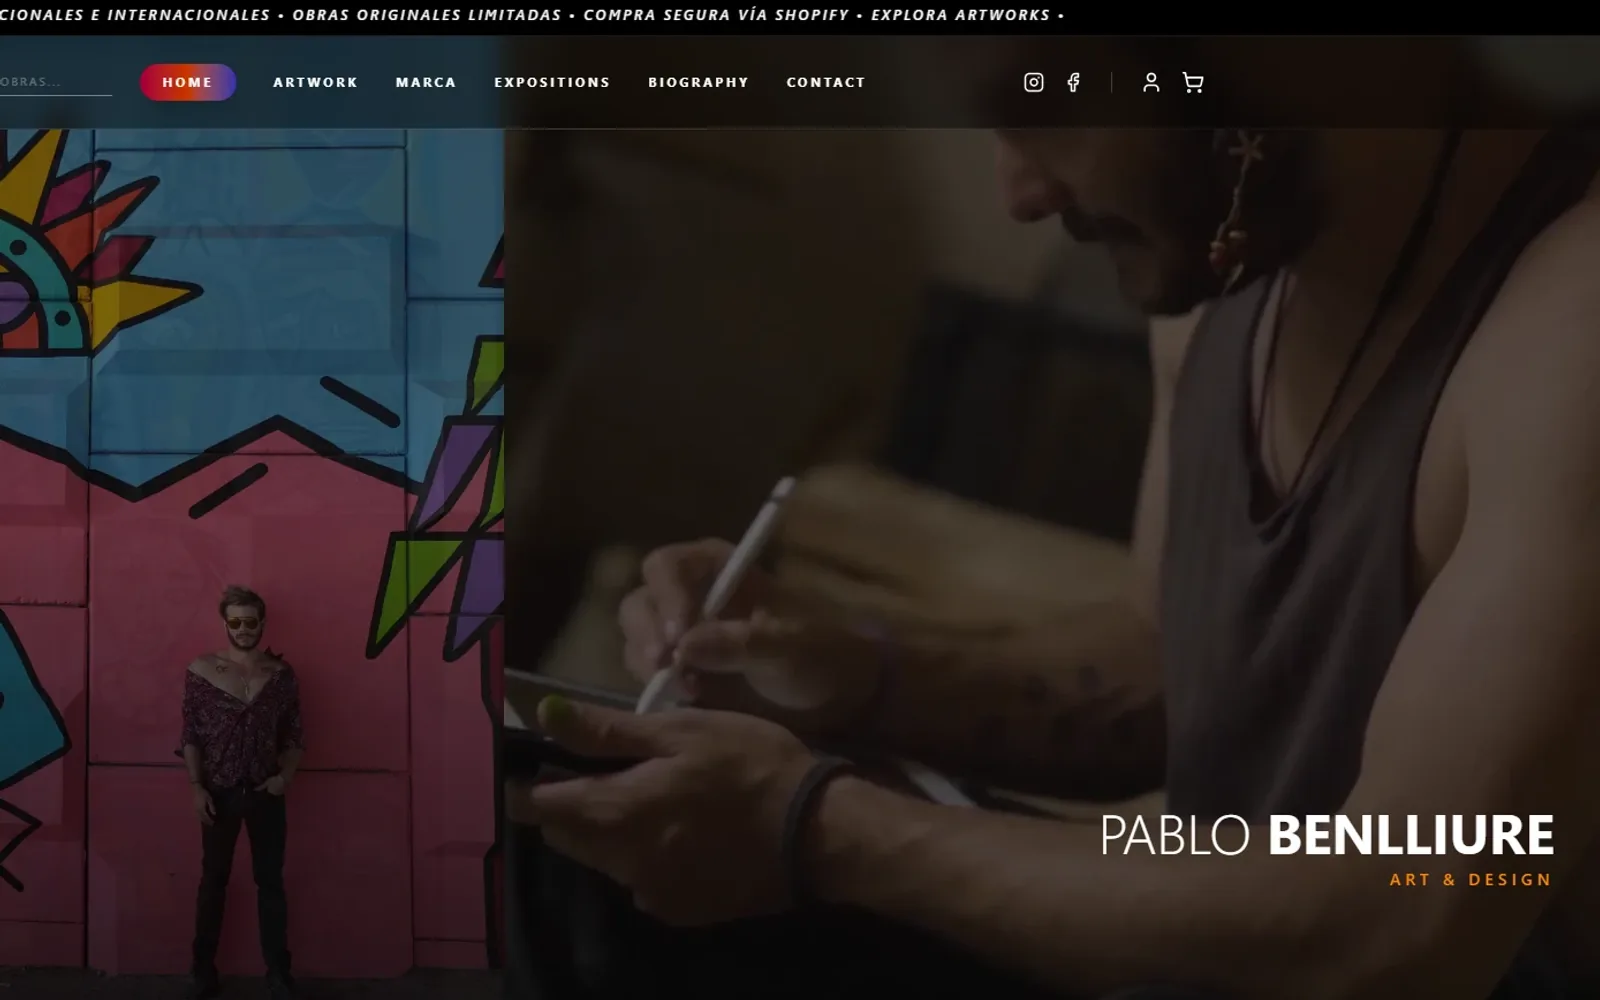 CIONALES E INTERNACIONALES • OBRAS ORIGINALES LIMITADAS • COMPRA SEGURA VÍA SHOPIFY • EXPLORA ARTWORKS •
OBRAS... HOME ARTWORK MARCA EXPOSITIONS BIOGRAPHY CONTACT
PABLO BENLLIURE
ART & DESIGN